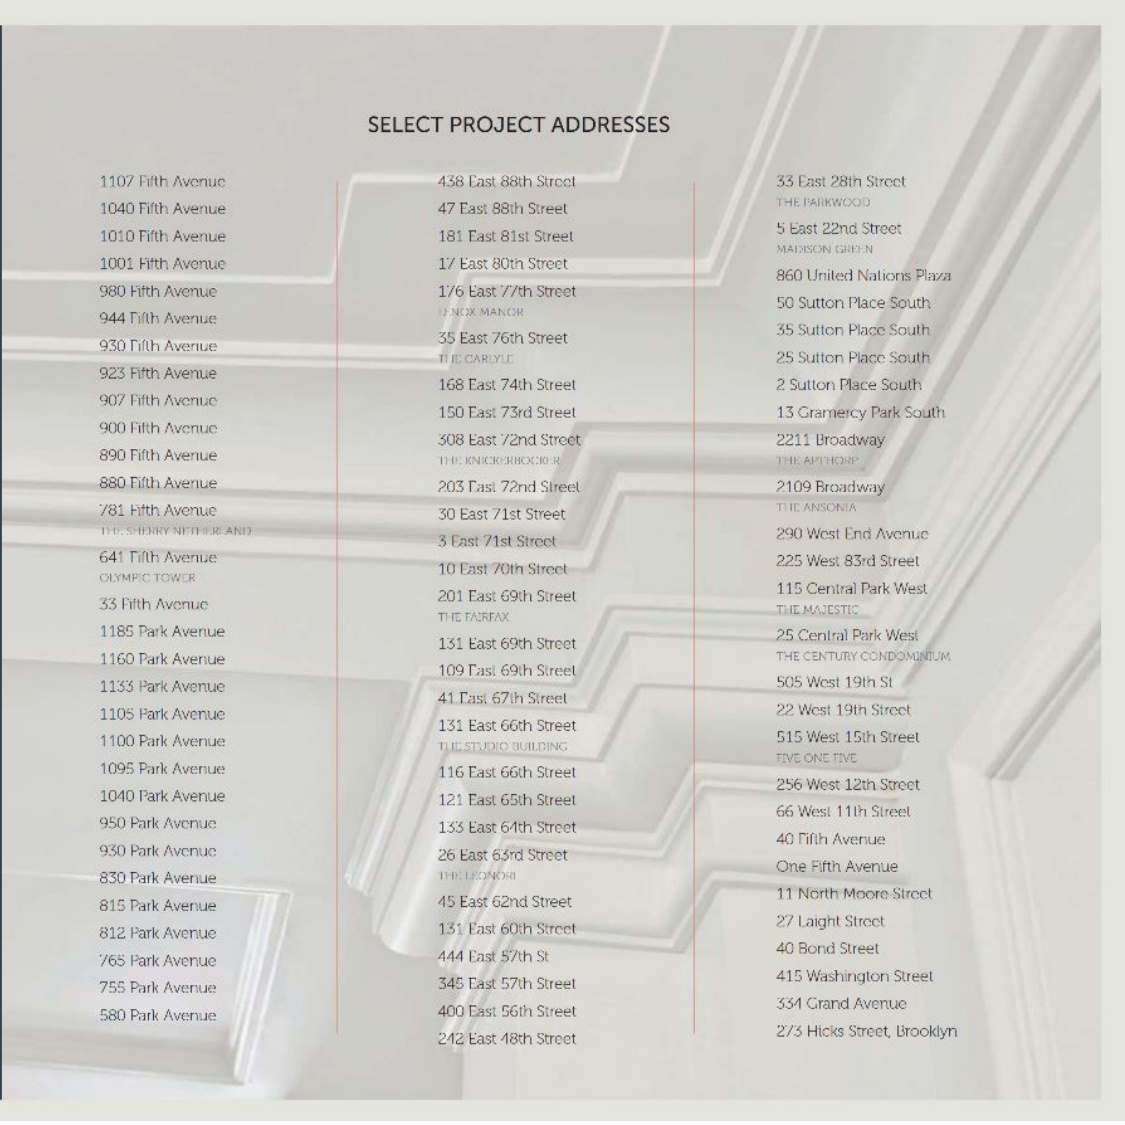 SELECT PROJECT ADDRESSES
1107 Fifth Avenue
1040 Fifth Avenue
1010 Fifth Avenue
1001 Fifth Avenue
980 Fifth Avenue
944 Fifth Avenue
930 Fifth Avenue
923 Fifth Avenue
907 Fifth Avenue
900 Fifth Avenue
890 Fifth Avenue
880 Fifth Avenue
781 Fifth Avenue
THE SHERRY NETHERLAND
641 Fifth Avenue
OLYMPIC TOWER
33 Fifth Avenue
1185 Park Avenue
1160 Park Avenue
1133 Park Avenue
1105 Park Avenue
1100 Park Avenue
1095 Park Avenue
1040 Park Avenue
950 Park Avenue
930 Park Avenue
830 Park Avenue
815 Park Avenue
812 Park Avenue
765 Park Avenue
755 Park Avenue
580 Park Avenue
438 East 88th Street
47 East 88th Street
181 East 81st Street
17 East 80th Street
176 East 77th Street
LENOX MANOR
35 East 76th Street
THE CARLYLE
168 East 74th Street
150 East 73rd Street
308 East 72nd Street
THE KNICKERBOCKER
203 East 72nd Street
30 East 71st Street
3 East 71st Street
10 East 70th Street
201 East 69th Street
THE FAIRFAX
131 East 69th Street
109 East 69th Street
41 East 67th Street
131 East 66th Street
THE STUDIO BUILDING
116 East 66th Street
121 East 65th Street
133 East 64th Street
26 East 63rd Street
THE LEONORI
45 East 62nd Street
131 East 60th Street
444 East 57th St
345 East 57th Street
400 East 56th Street
242 East 48th Street
33 East 28th Street
THE PARKWOOD
5 East 22nd Street
MADISON GREEN
860 United Nations Plaza
50 Sutton Place South
35 Sutton Place South
25 Sutton Place South
2 Sutton Place South
13 Gramercy Park South
2211 Broadway
THE APTHORP
2109 Broadway
THE ANSONIA
290 West End Avenue
225 West 83rd Street
115 Central Park West
THE MAJESTIC
25 Central Park West
THE CENTURY CONDOMINIUM
505 West 19th St
22 West 19th Street
515 West 15th Street
FIVE ONE FIVE
256 West 12th Street
66 West 11th Street
40 Fifth Avenue
One Fifth Avenue
11 North Moore Street
27 Laight Street
40 Bond Street
415 Washington Street
334 Grand Avenue
273 Hicks Street, Brooklyn